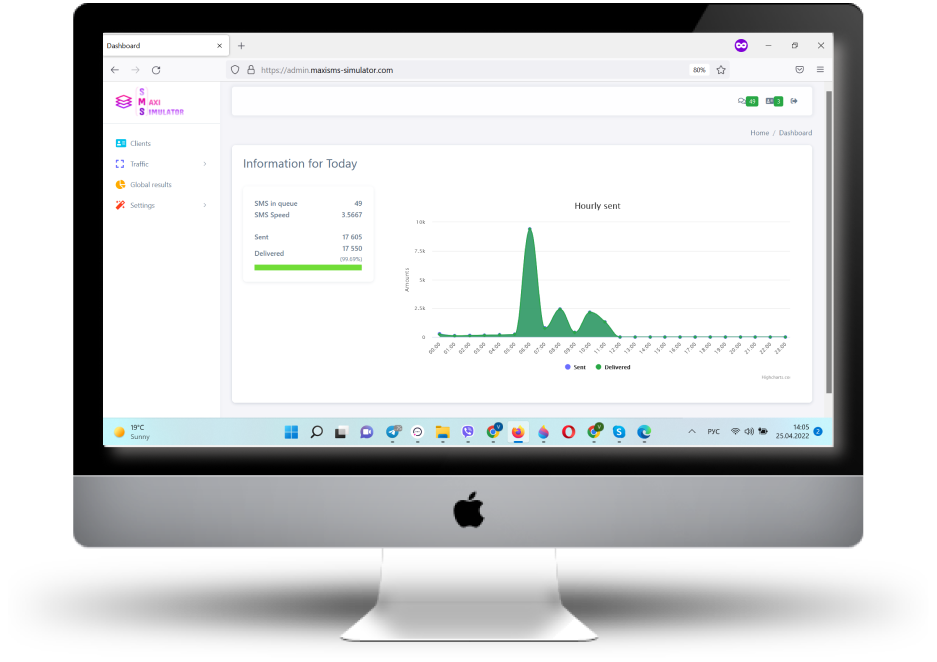 Dashboard
https://admin.maxisms-simulator.com
80%
S
M AXI
S IMULATOR
49
3
Home / Dashboard
Clients
Traffic
Global results
Settings
Information for Today
SMS in queue 49
SMS Speed 3.5667
Sent 17 605
Delivered 17 550
(99.69%)
Hourly sent
Amounts
10k
7.5k
5k
2.5k
0
00:00 01:00 02:00 03:00 04:00 05:00 06:00 07:00 08:00 09:00 10:00 11:00 12:00 13:00 14:00 15:00 16:00 17:00 18:00 19:00 20:00 21:00 22:00 23:00
Sent Delivered
19°C
Sunny
РУС
14:05
25.04.2022
2